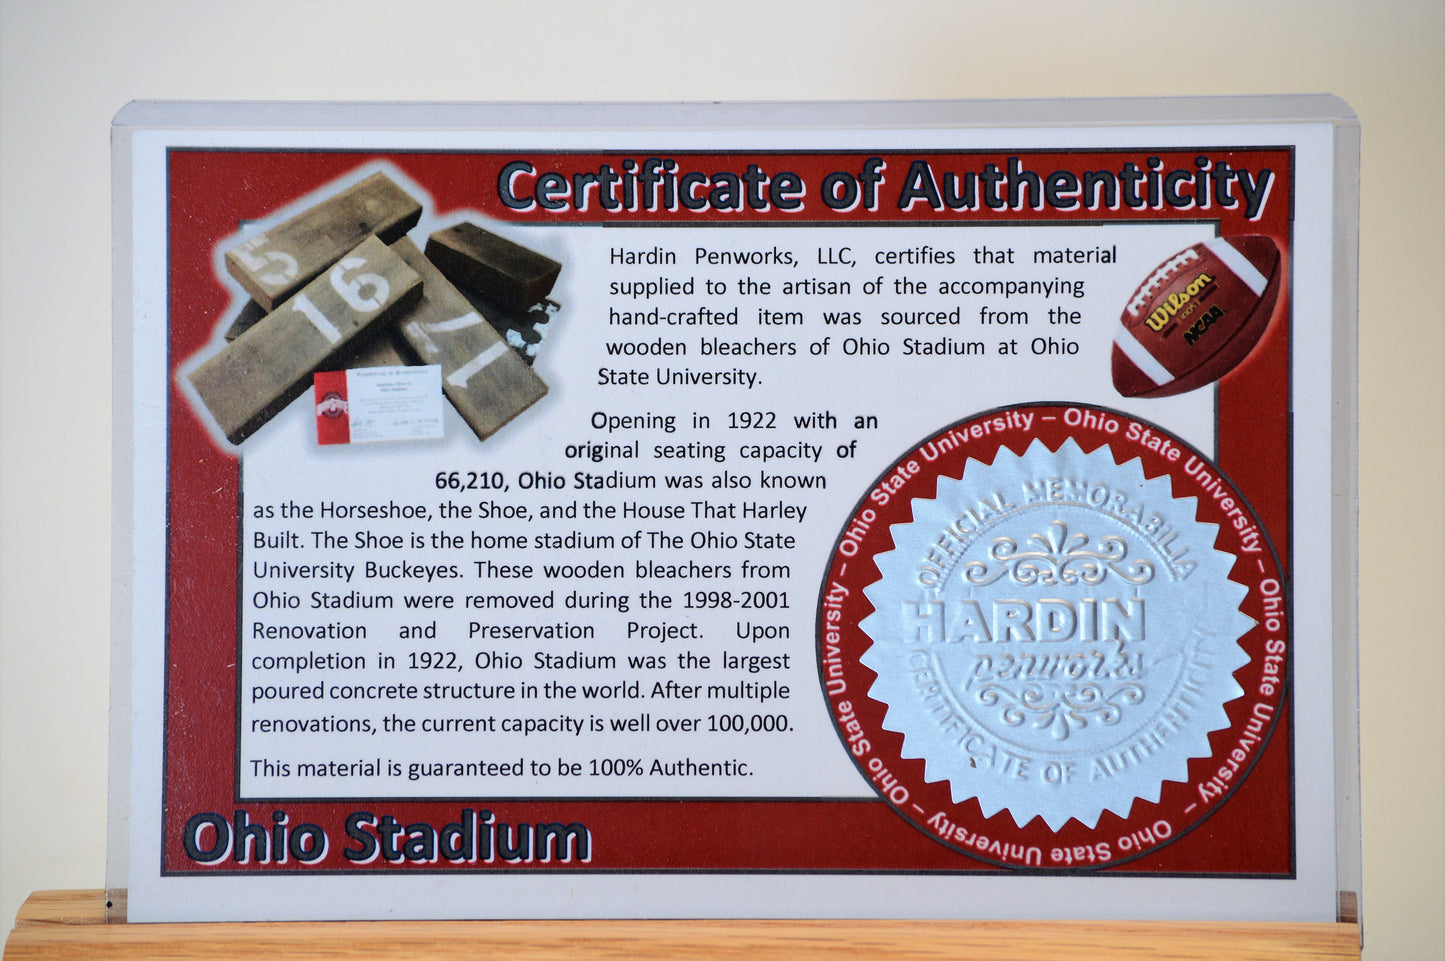 Certificate of Authenticity
Hardin Penworks, LLC, certifies that material
supplied to the artisan of the accompanying
hand-crafted item was sourced from the
wooden bleachers of Ohio Stadium at Ohio
State University.
Opening in 1922 with an
original seating capacity of
66,210, Ohio Stadium was also known
as the Horseshoe, the Shoe, and the House That Harley
Built. The Shoe is the home stadium of The Ohio State
University Buckeyes. These wooden bleachers from
Ohio Stadium were removed during the 1998-2001
Renovation and Preservation Project. Upon
completion in 1922, Ohio Stadium was the largest
poured concrete structure in the world. After multiple
renovations, the current capacity is well over 100,000.
This material is guaranteed to be 100% Authentic.
Ohio Stadium
5
16
17
Wilson
NCAA
Ohio State University – Ohio State University – Ohio State University – Ohio State University – Ohio State University – Ohio State University –
OFFICIAL MEMORABILIA
HARDIN
penworks
CERTIFICATE OF AUTHENTICITY